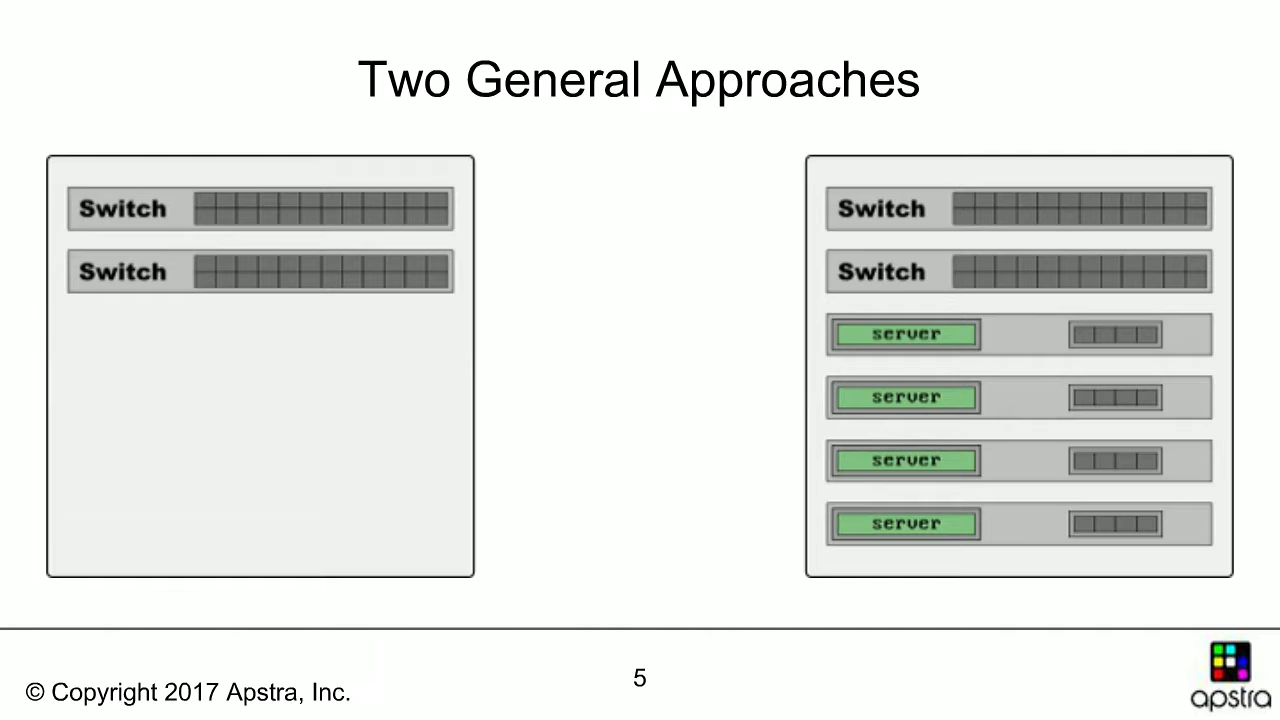 Two General Approaches
Switch
Switch
Switch
Switch
server
server
server
server
© Copyright 2017 Apstra, Inc.
5
apstra